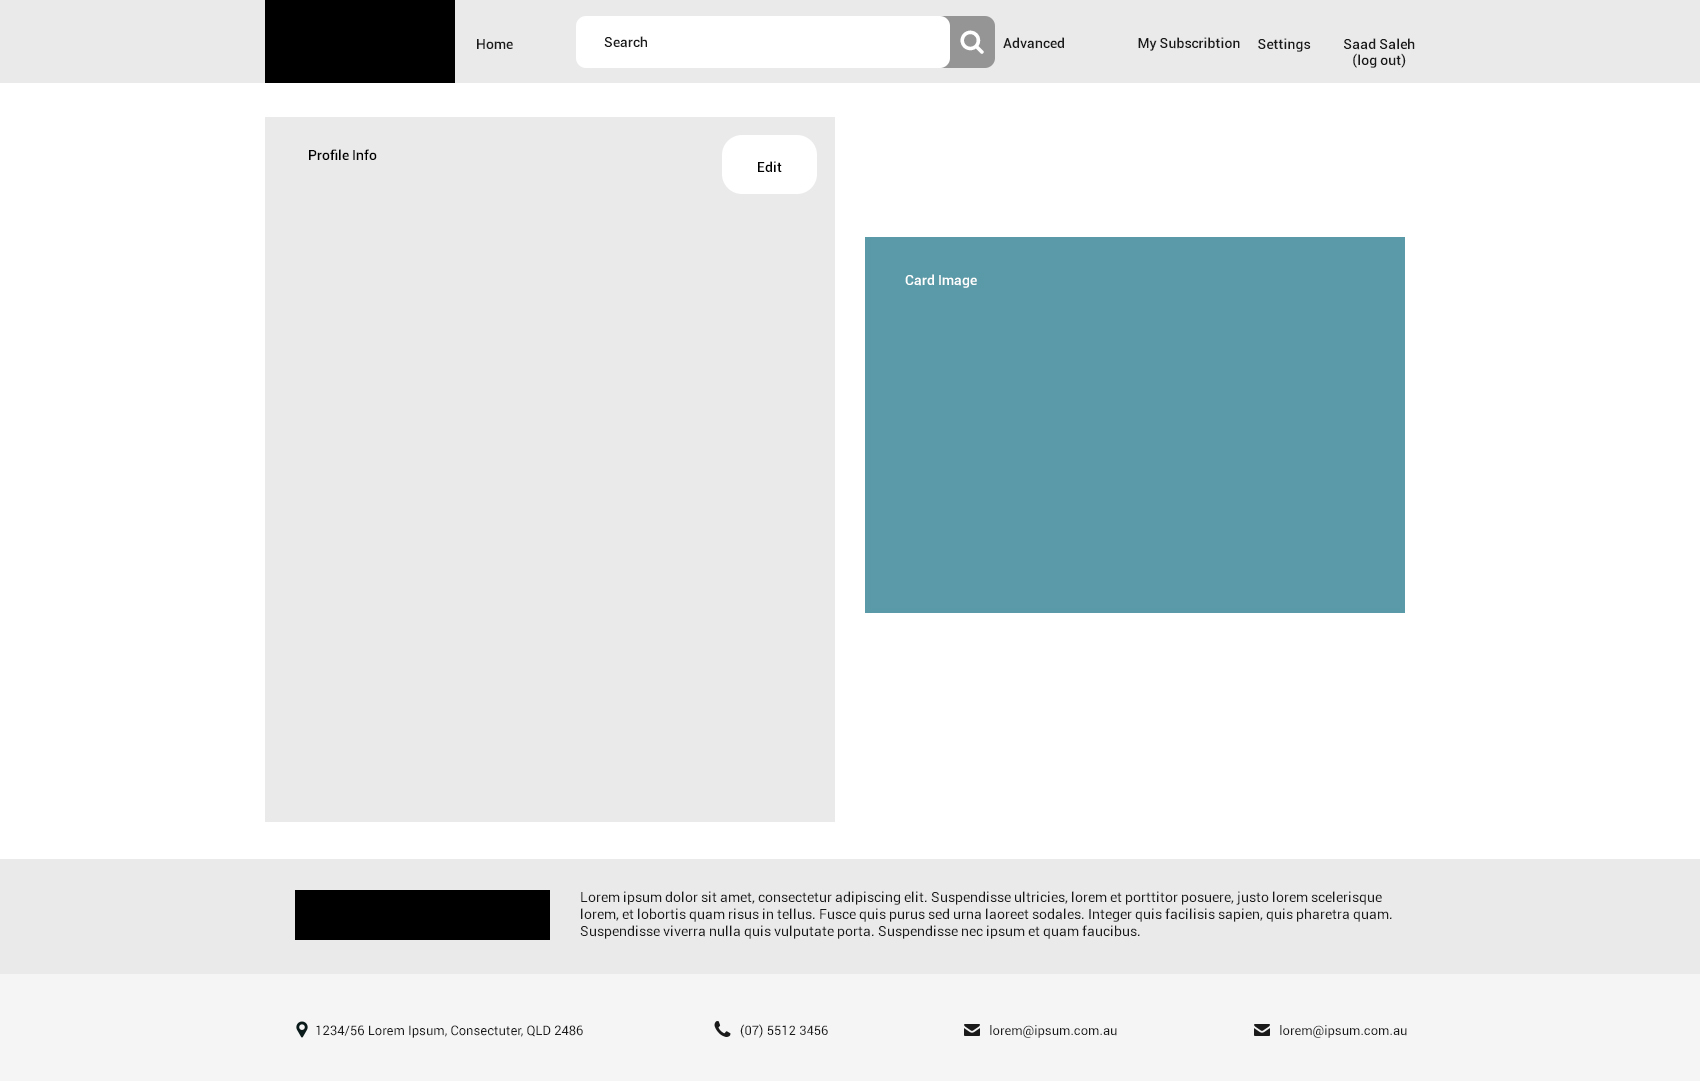 Home
Search
Advanced
My Subscribtion
Settings
Saad Saleh
(log out)
Profile Info
Edit
Card Image
Lorem ipsum dolor sit amet, consectetur adipiscing elit. Suspendisse ultricies, lorem et porttitor posuere, justo lorem scelerisque
lorem, et lobortis quam risus in tellus. Fusce quis purus sed urna laoreet sodales. Integer quis facilisis sapien, quis pharetra quam.
Suspendisse viverra nulla quis vulputate porta. Suspendisse nec ipsum et quam faucibus.
1234/56 Lorem Ipsum, Consectuter, QLD 2486
(07) 5512 3456
lorem@ipsum.com.au
lorem@ipsum.com.au